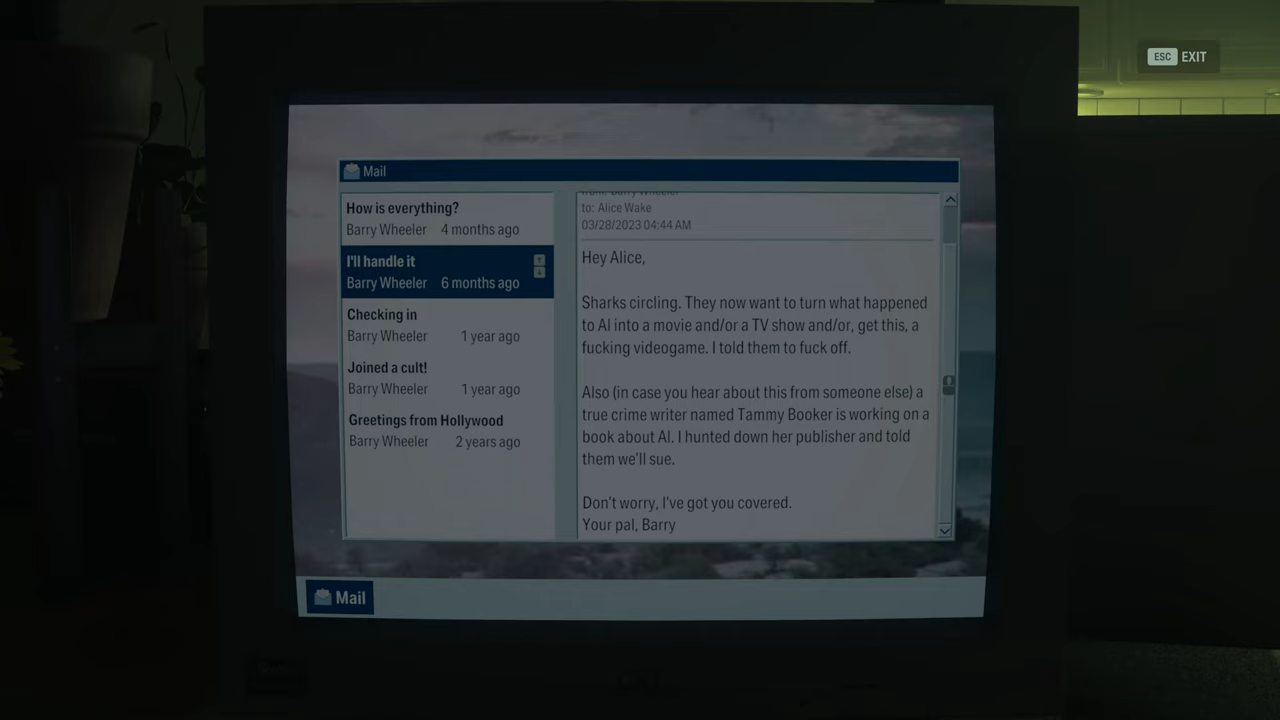 ESC EXIT
Mail
How is everything?
Barry Wheeler 4 months ago
I'll handle it
Barry Wheeler 6 months ago
Checking in
Barry Wheeler 1 year ago
Joined a cult!
Barry Wheeler 1 year ago
Greetings from Hollywood
Barry Wheeler 2 years ago
from: Barry Wheeler
to: Alice Wake
03/28/2023 04:44 AM
Hey Alice,
Sharks circling. They now want to turn what happened
to Al into a movie and/or a TV show and/or, get this, a
fucking videogame. I told them to fuck off.
Also (in case you hear about this from someone else) a
true crime writer named Tammy Booker is working on a
book about Al. I hunted down her publisher and told
them we'll sue.
Don't worry, I've got you covered.
Your pal, Barry
Mail